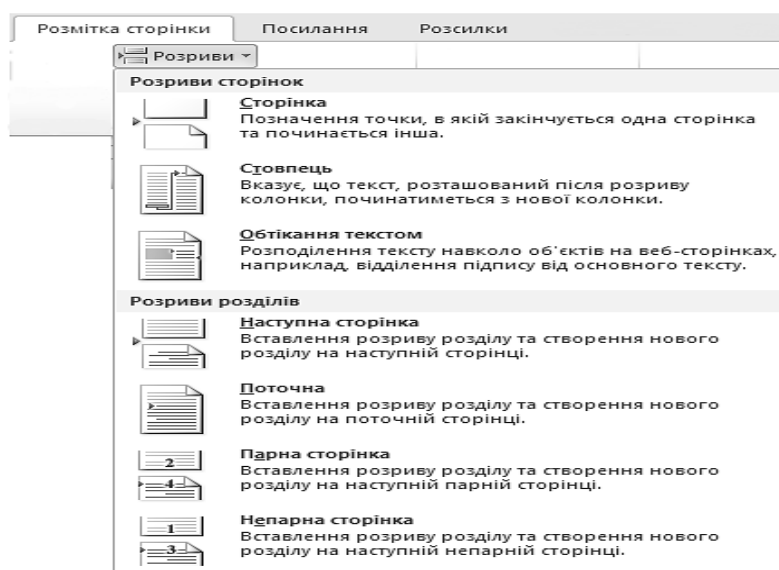 Розмітка сторінки Посилання Розсилки
Розриви
Розриви сторінок
Сторінка
Позначення точки, в якій закінчується одна сторінка
та починається інша.
Стовпець
Вказує, що текст, розташований після розриву
колонки, починатиметься з нової колонки.
Обтікання текстом
Розподілення тексту навколо об'єктів на веб-сторінках,
наприклад, відділення підпису від основного тексту.
Розриви розділів
Наступна сторінка
Вставлення розриву розділу та створення нового
розділу на наступній сторінці.
Поточна
Вставлення розриву розділу та створення нового
розділу на поточній сторінці.
2
4
Парна сторінка
Вставлення розриву розділу та створення нового
розділу на наступній парній сторінці.
1
3
Непарна сторінка
Вставлення розриву розділу та створення нового
розділу на наступній непарній сторінці.